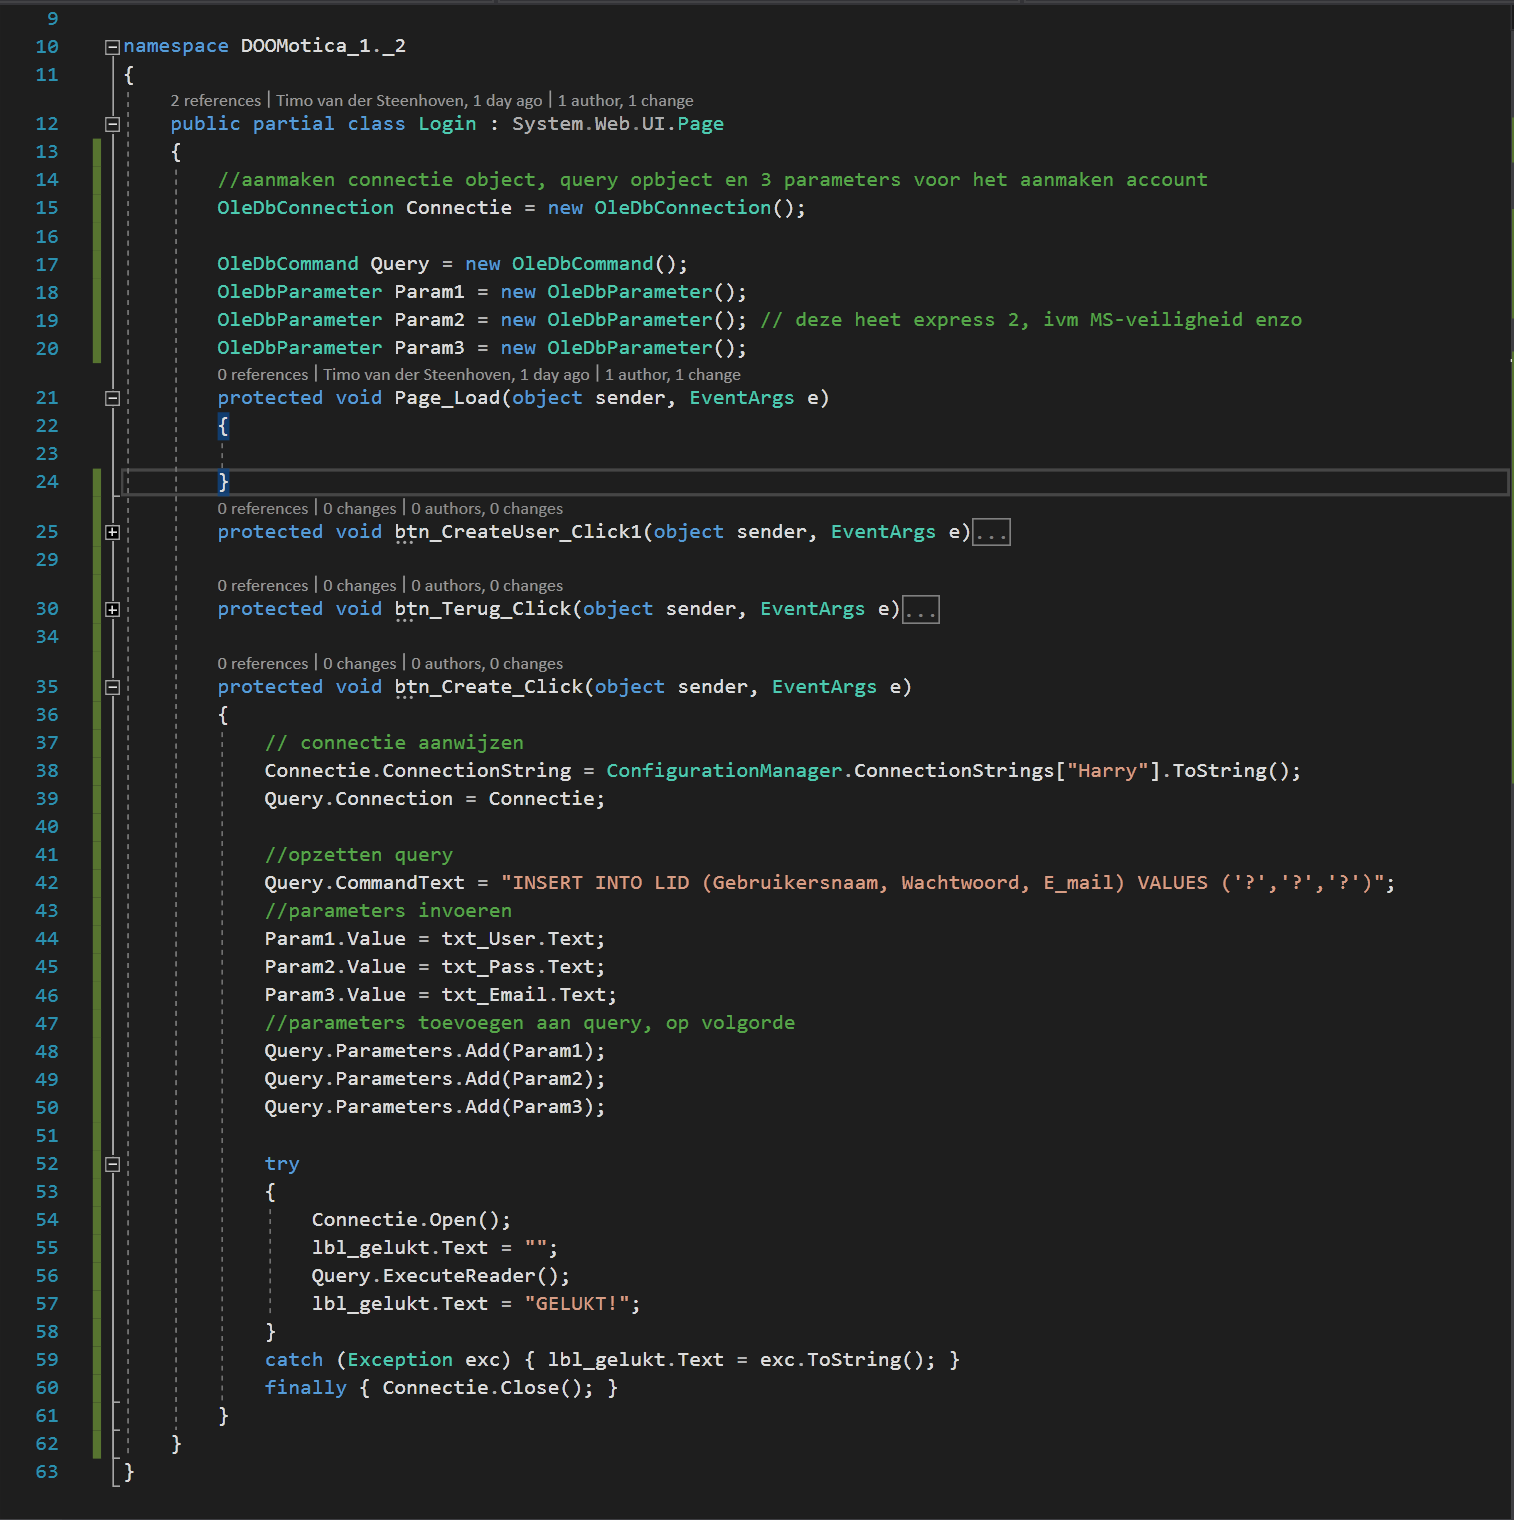 9
10 namespace DOOMotica_1._2
11 {
2 references | Timo van der Steenhoven, 1 day ago | 1 author, 1 change
12 public partial class Login : System.Web.UI.Page
13 {
14 //aanmaken connectie object, query opbject en 3 parameters voor het aanmaken account
15 OleDbConnection Connectie = new OleDbConnection();
16
17 OleDbCommand Query = new OleDbCommand();
18 OleDbParameter Param1 = new OleDbParameter();
19 OleDbParameter Param2 = new OleDbParameter(); // deze heet express 2, ivm MS-veiligheid enzo
20 OleDbParameter Param3 = new OleDbParameter();
0 references | Timo van der Steenhoven, 1 day ago | 1 author, 1 change
21 protected void Page_Load(object sender, EventArgs e)
22 {
23
24 }
0 references | 0 changes | 0 authors, 0 changes
25 protected void btn_CreateUser_Click1(object sender, EventArgs e)...
29
0 references | 0 changes | 0 authors, 0 changes
30 protected void btn_Terug_Click(object sender, EventArgs e)...
34
0 references | 0 changes | 0 authors, 0 changes
35 protected void btn_Create_Click(object sender, EventArgs e)
36 {
37 // connectie aanwijzen
38 Connectie.ConnectionString = ConfigurationManager.ConnectionStrings["Harry"].ToString();
39 Query.Connection = Connectie;
40
41 //opzetten query
42 Query.CommandText = "INSERT INTO LID (Gebruikersnaam, Wachtwoord, E_mail) VALUES ('?','?','?')";
43 //parameters invoeren
44 Param1.Value = txt_User.Text;
45 Param2.Value = txt_Pass.Text;
46 Param3.Value = txt_Email.Text;
47 //parameters toevoegen aan query, op volgorde
48 Query.Parameters.Add(Param1);
49 Query.Parameters.Add(Param2);
50 Query.Parameters.Add(Param3);
51
52 try
53 {
54 Connectie.Open();
55 lbl_gelukt.Text = "";
56 Query.ExecuteReader();
57 lbl_gelukt.Text = "GELUKT!";
58 }
59 catch (Exception exc) { lbl_gelukt.Text = exc.ToString(); }
60 finally { Connectie.Close(); }
61 }
62 }
63 }